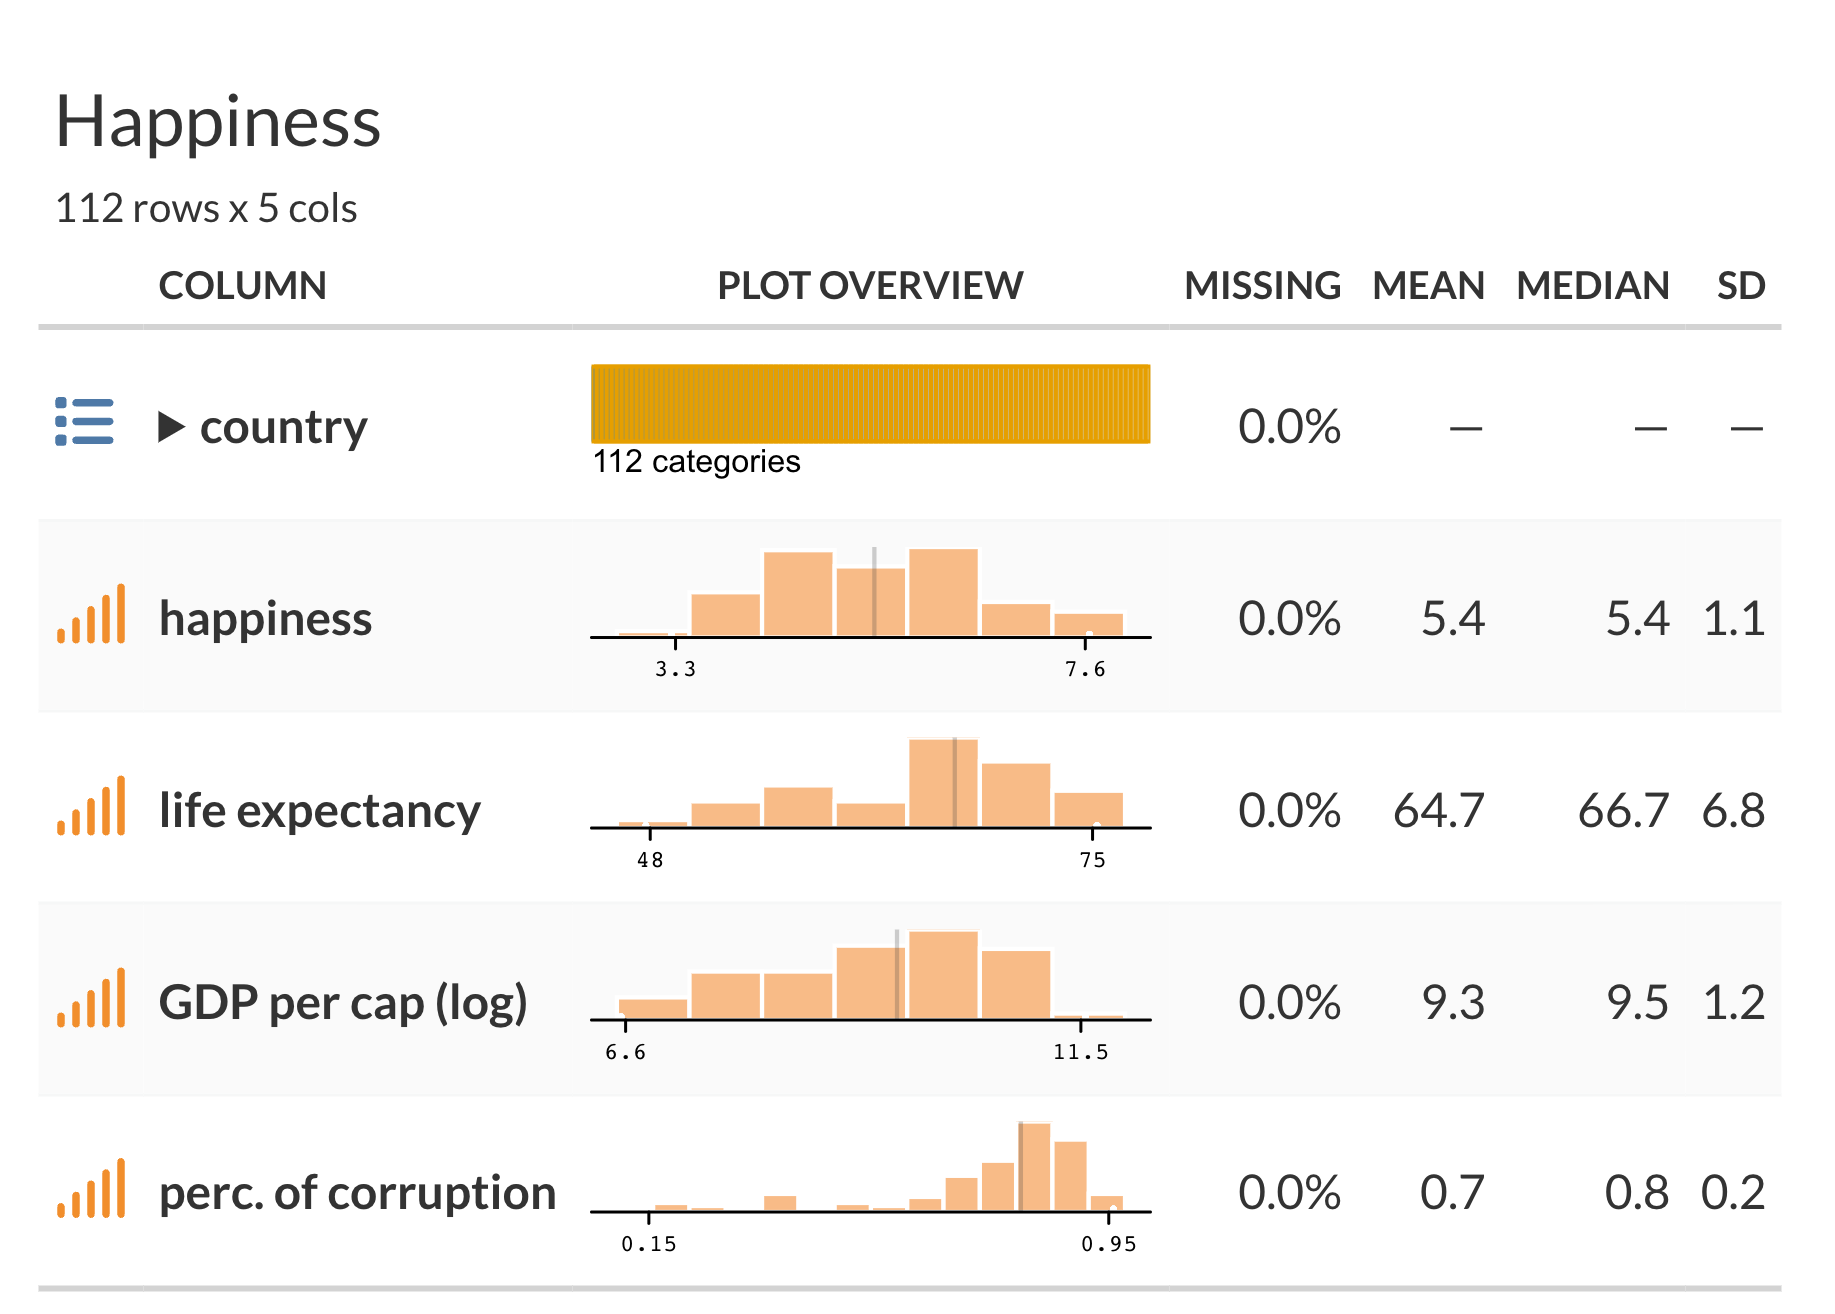 Happiness
112 rows x 5 cols
COLUMN PLOT OVERVIEW MISSING MEAN MEDIAN SD
▶ country 0.0% — — —
112 categories
happiness 0.0% 5.4 5.4 1.1
3.3 7.6
life expectancy 0.0% 64.7 66.7 6.8
48 75
GDP per cap (log) 0.0% 9.3 9.5 1.2
6.6 11.5
perc. of corruption 0.0% 0.7 0.8 0.2
0.15 0.95